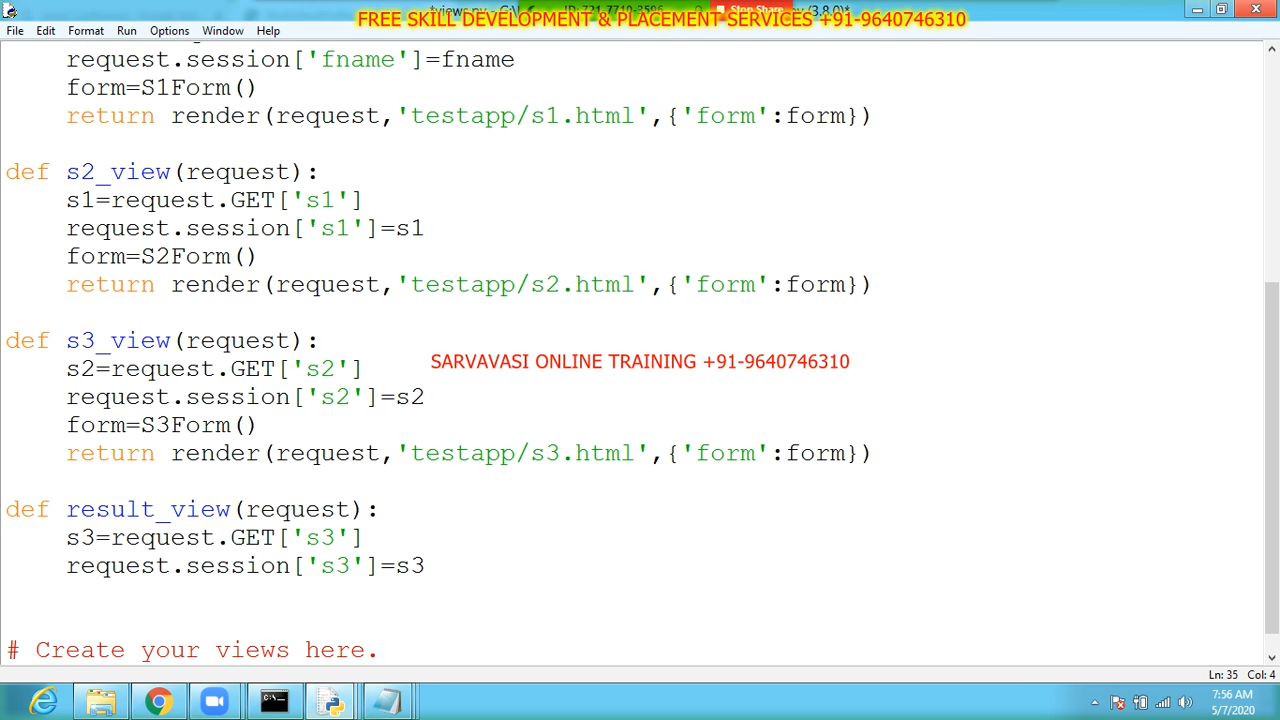 FREE SKILL DEVELOPMENT & PLACEMENT SERVICES +91-9640746310
File Edit Format Run Options Window Help
request.session['fname']=fname
form=S1Form()
return render(request,'testapp/s1.html',{'form':form})
def s2_view(request):
s1=request.GET['s1']
request.session['s1']=s1
form=S2Form()
return render(request,'testapp/s2.html',{'form':form})
def s3_view(request):
s2=request.GET['s2']
SARVAVASI ONLINE TRAINING +91-9640746310
request.session['s2']=s2
form=S3Form()
return render(request,'testapp/s3.html',{'form':form})
def result_view(request):
s3=request.GET['s3']
request.session['s3']=s3
# Create your views here.
Ln: 35 Col: 4
7:56 AM
5/7/2020